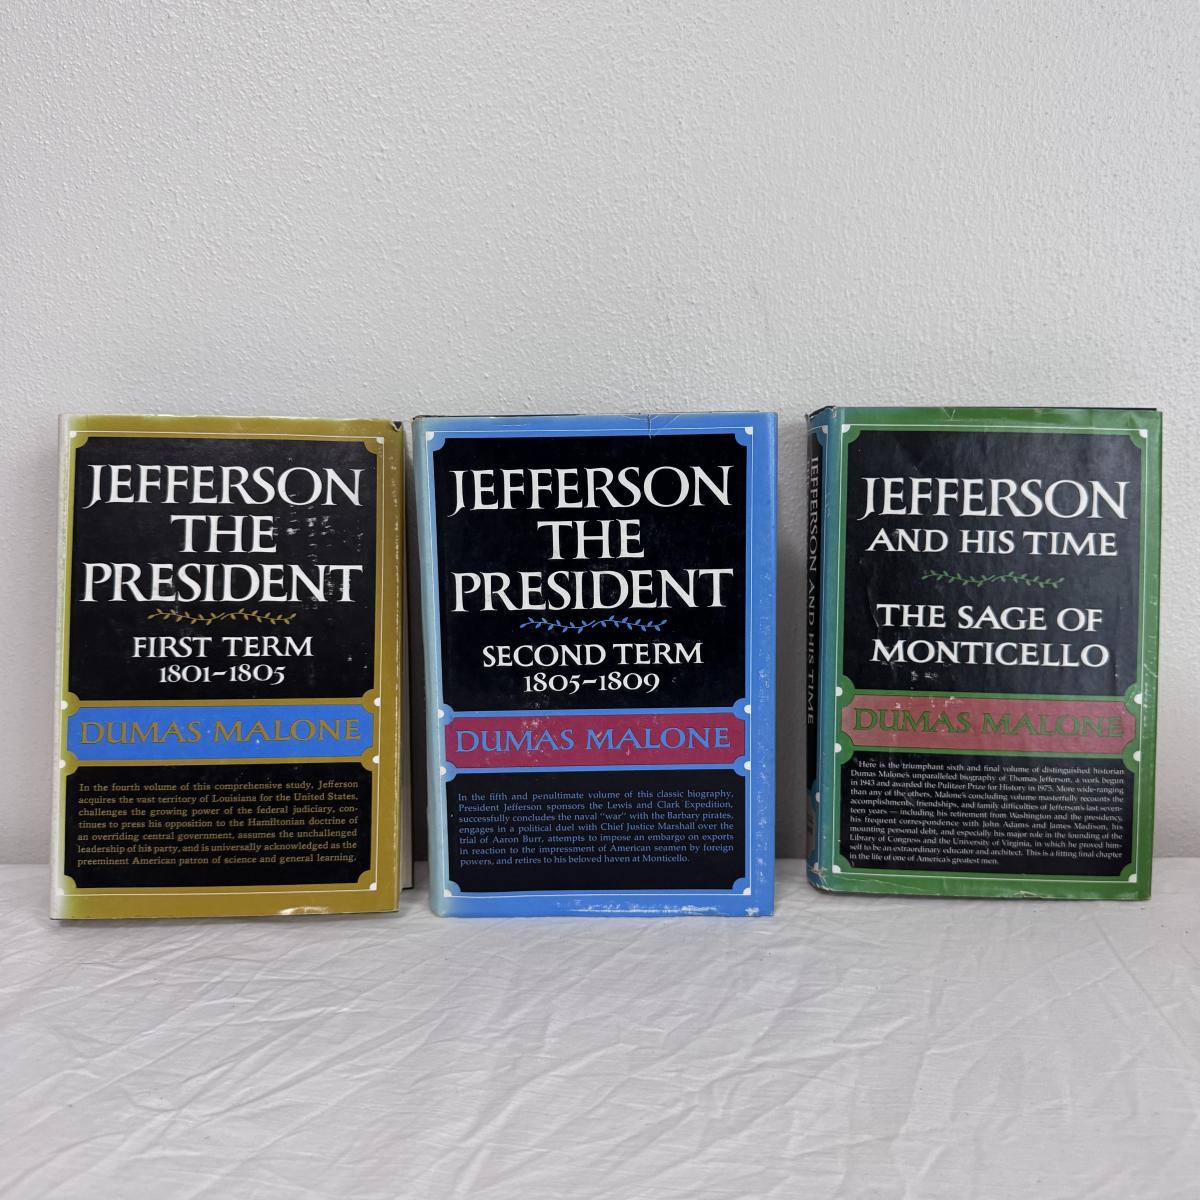 JEFFERSON
THE
PRESIDENT
FIRST TERM
1801–1805
DUMAS MALONE
In the fourth volume of this comprehensive study, Jefferson
acquires the vast territory of Louisiana for the United States,
challenges the growing power of the federal judiciary, con-
tinues to press his opposition to the Hamiltonian doctrine of
an overriding central government, assumes the unchallenged
leadership of his party, and is universally acknowledged as the
preeminent American patron of science and general learning.
JEFFERSON
THE
PRESIDENT
SECOND TERM
1805–1809
DUMAS MALONE
In the fifth and penultimate volume of this classic biography,
President Jefferson sponsors the Lewis and Clark Expedition,
successfully concludes the naval "war" with the Barbary pirates,
engages in a political duel with Chief Justice Marshall over the
trial of Aaron Burr, attempts to impose an embargo on exports
in reaction to the impressment of American seamen by foreign
powers, and retires to his beloved haven at Monticello.
JEFFERSON AND HIS TIME
JEFFERSON
AND HIS TIME
THE SAGE OF
MONTICELLO
DUMAS MALONE
Here is the triumphant sixth and final volume of distinguished historian
Dumas Malone's unparalleled biography of Thomas Jefferson, a work begun
in 1943 and awarded the Pulitzer Prize for History in 1975. More wide-ranging
than any of the others, Malone's concluding volume masterfully recounts the
accomplishments, friendships, and family difficulties of Jefferson's last seven-
teen years — including his retirement from Washington and the presidency,
his frequent correspondence with John Adams and James Madison, his
mounting personal debt, and especially his major role in the founding of the
Library of Congress and the University of Virginia, in which he proved him-
self to be an extraordinary educator and architect. This is a fitting final chapter
in the life of one of America's greatest men.